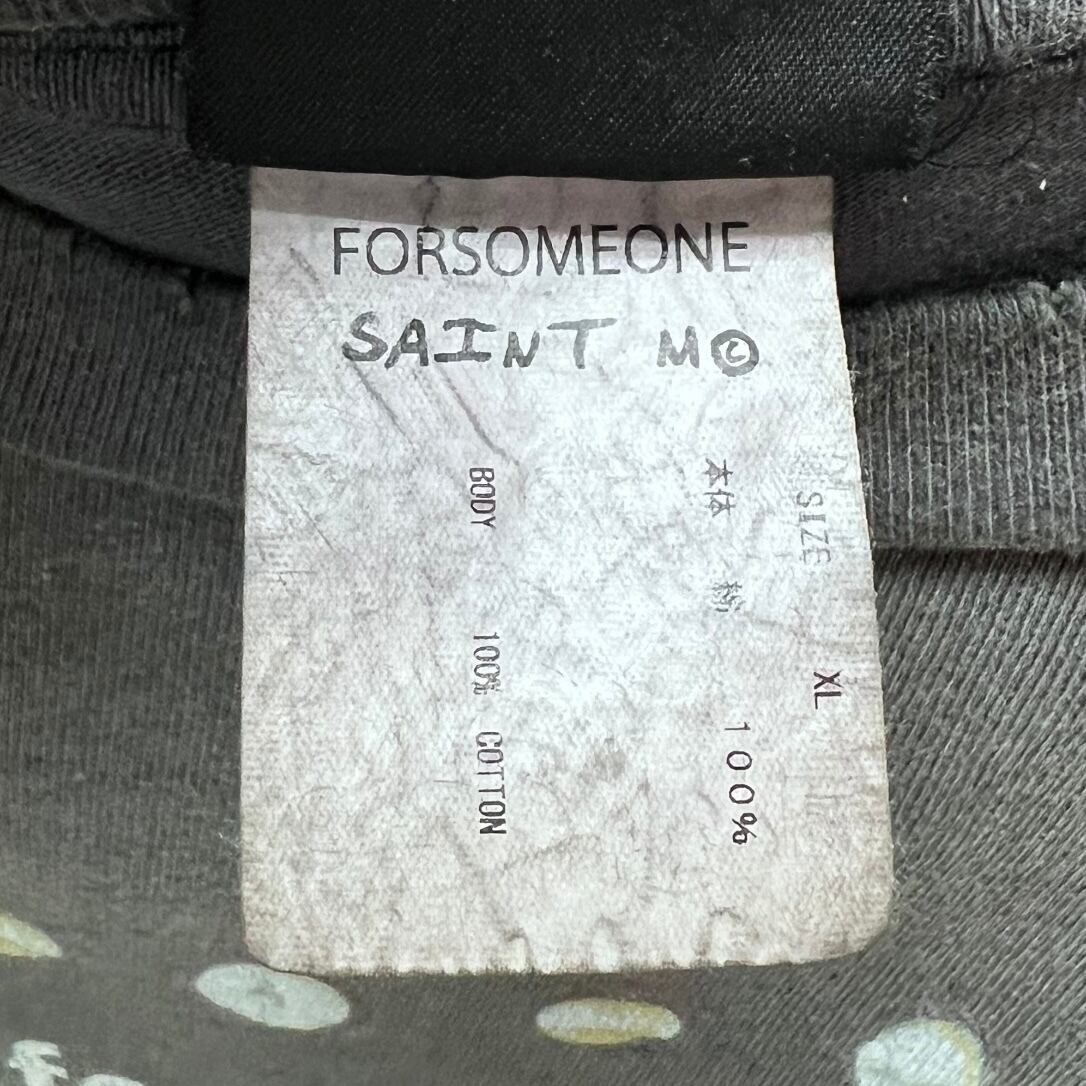 FORSOMEONE
SAINT M©
SIZE XL
本体 綿 100%
BODY 100% COTTON